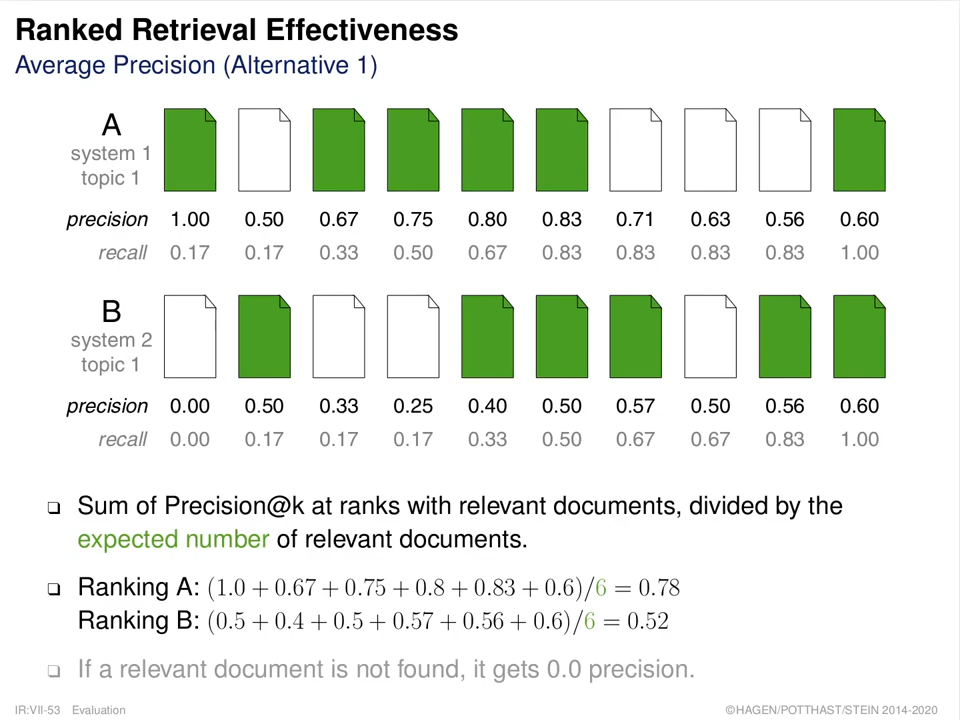 Ranked Retrieval Effectiveness
Average Precision (Alternative 1)
A
system 1
topic 1
precision 1.00 0.50 0.67 0.75 0.80 0.83 0.71 0.63 0.56 0.60
recall 0.17 0.17 0.33 0.50 0.67 0.83 0.83 0.83 0.83 1.00
B
system 2
topic 1
precision 0.00 0.50 0.33 0.25 0.40 0.50 0.57 0.50 0.56 0.60
recall 0.00 0.17 0.17 0.17 0.33 0.50 0.67 0.67 0.83 1.00
❑ Sum of Precision@k at ranks with relevant documents, divided by the
expected number of relevant documents.
❑ Ranking A: (1.0 + 0.67 + 0.75 + 0.8 + 0.83 + 0.6)/6 = 0.78
Ranking B: (0.5 + 0.4 + 0.5 + 0.57 + 0.56 + 0.6)/6 = 0.52
❑ If a relevant document is not found, it gets 0.0 precision.
IR:VII-53 Evaluation ©HAGEN/POTTHAST/STEIN 2014-2020